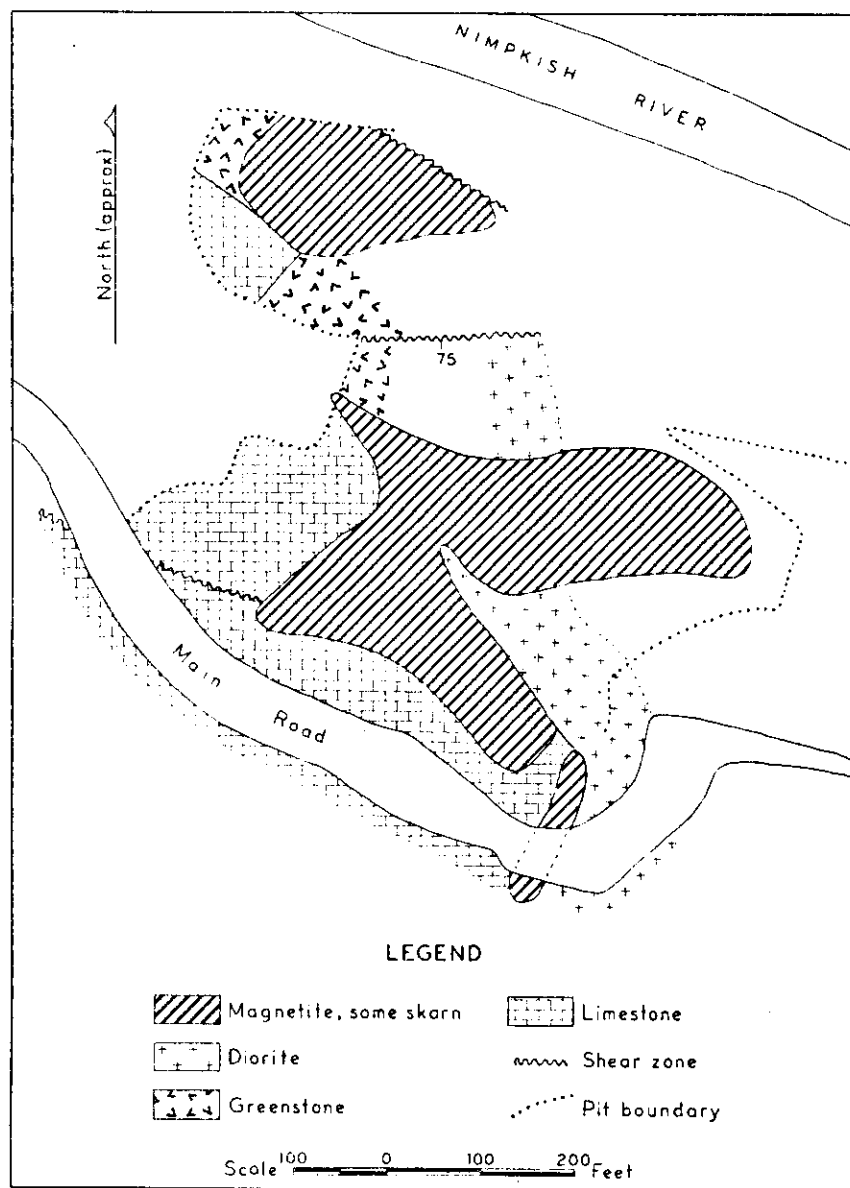 NIMPKISH
RIVER
North (approx)
75
Main
Road
LEGEND
Magnetite, some skarn
Limestone
Diorite
Shear zone
Greenstone
Pit boundary
Scale 100 0 100 200 Feet